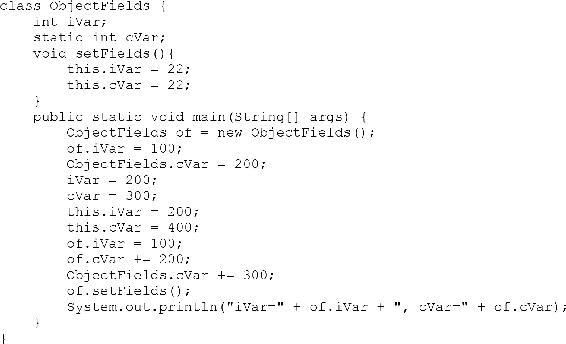 class ObjectFields {
    int iVar;
    static int cVar;
    void setFields(){
        this.iVar = 22;
        this.cVar = 22;
    }
    public static void main(String[] args) {
        ObjectFields of = new ObjectFields();
        of.iVar = 100;
        ObjectFields.cVar = 200;
        iVar = 200;
        cVar = 300;
        this.iVar = 200;
        this.cVar = 400;
        of.iVar = 100;
        of.cVar += 200;
        ObjectFields.cVar += 300;
        of.setFields();
        System.out.println("iVar=" + of.iVar + ", cVar=" + of.cVar);
    }
}